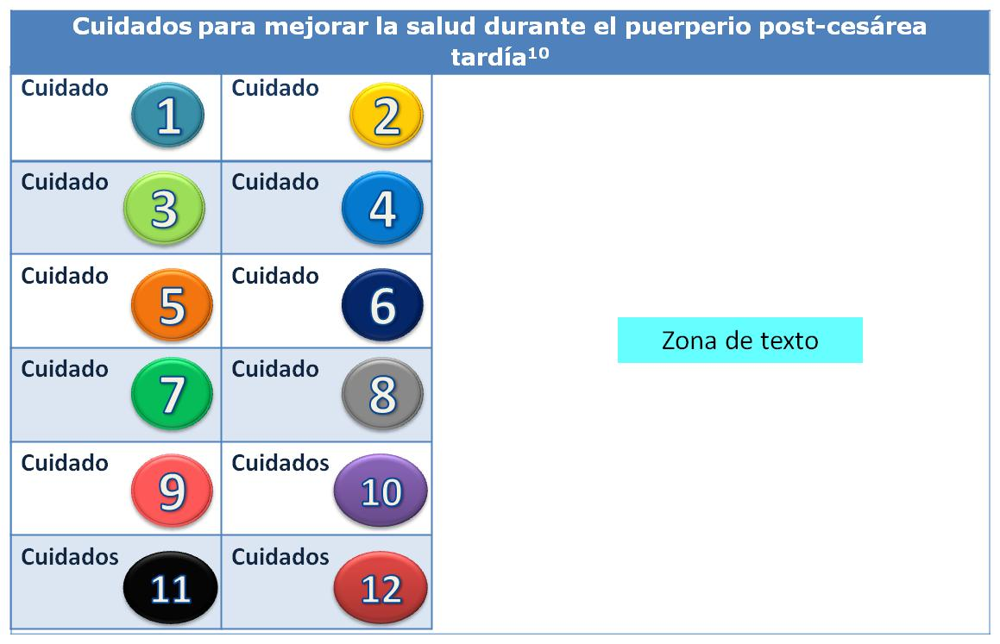 Cuidados para mejorar la salud durante el puerperio post-cesárea
tardía¹⁰
Cuidado 1
Cuidado 2
Cuidado 3
Cuidado 4
Cuidado 5
Cuidado 6
Cuidado 7
Cuidado 8
Cuidado 9
Cuidados 10
Cuidados 11
Cuidados 12
Zona de texto